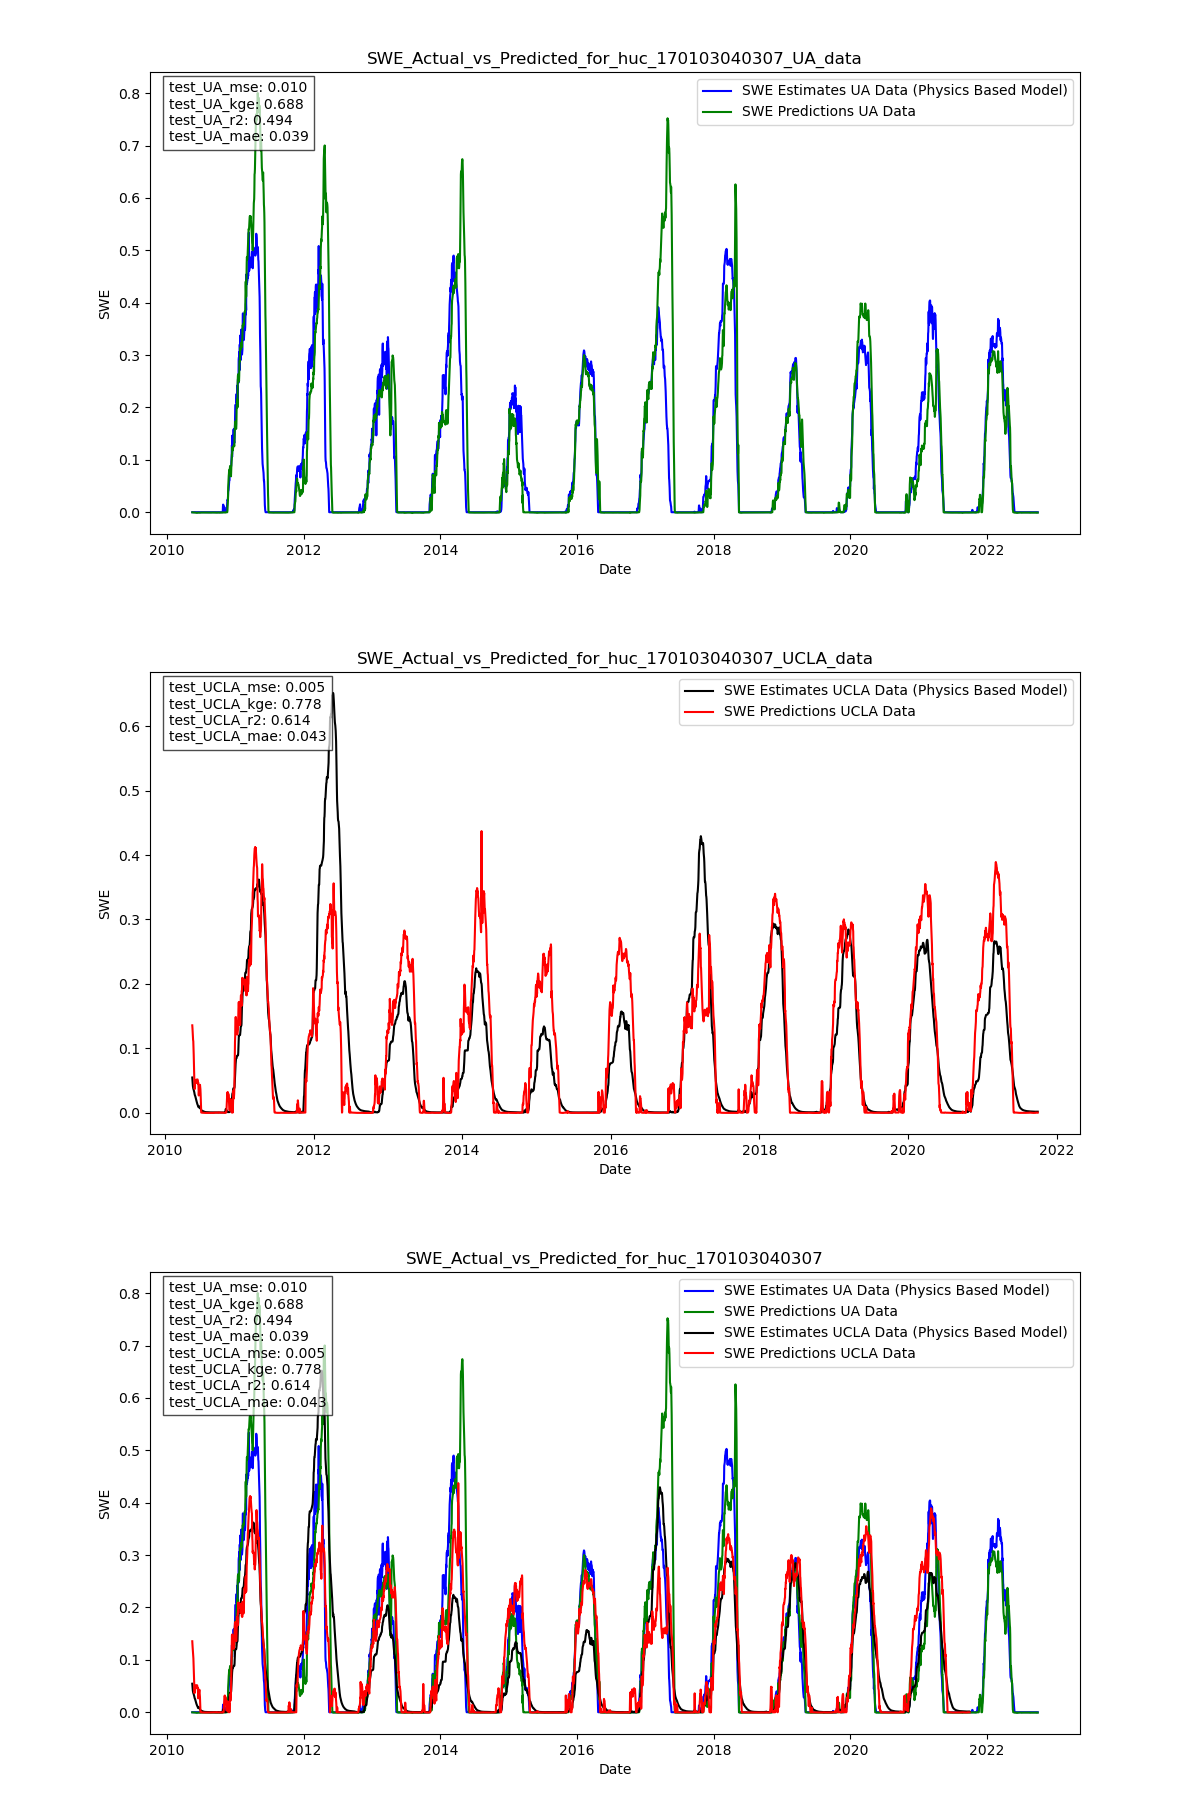 SWE_Actual_vs_Predicted_for_huc_170103040307_UA_data
test_UA_mse: 0.010
test_UA_kge: 0.688
test_UA_r2: 0.494
test_UA_mae: 0.039
SWE Estimates UA Data (Physics Based Model)
SWE Predictions UA Data
0.8
0.7
0.6
0.5
0.4
0.3
0.2
0.1
0.0
SWE
2010 2012 2014 2016 2018 2020 2022
Date
SWE_Actual_vs_Predicted_for_huc_170103040307_UCLA_data
test_UCLA_mse: 0.005
test_UCLA_kge: 0.778
test_UCLA_r2: 0.614
test_UCLA_mae: 0.043
SWE Estimates UCLA Data (Physics Based Model)
SWE Predictions UCLA Data
0.6
0.5
0.4
0.3
0.2
0.1
0.0
SWE
2010 2012 2014 2016 2018 2020 2022
Date
SWE_Actual_vs_Predicted_for_huc_170103040307
test_UA_mse: 0.010
test_UA_kge: 0.688
test_UA_r2: 0.494
test_UA_mae: 0.039
test_UCLA_mse: 0.005
test_UCLA_kge: 0.778
test_UCLA_r2: 0.614
test_UCLA_mae: 0.043
SWE Estimates UA Data (Physics Based Model)
SWE Predictions UA Data
SWE Estimates UCLA Data (Physics Based Model)
SWE Predictions UCLA Data
0.8
0.7
0.6
0.5
0.4
0.3
0.2
0.1
0.0
SWE
2010 2012 2014 2016 2018 2020 2022
Date